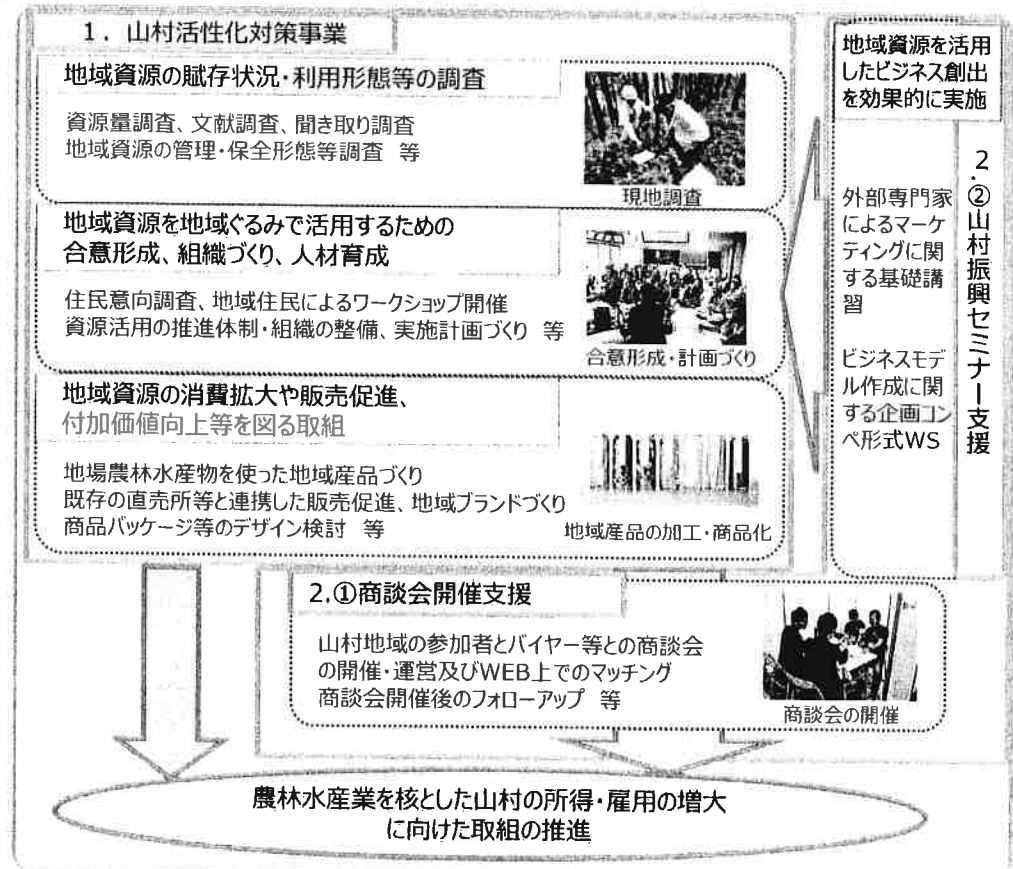 1．山村活性化対策事業
地域資源の賦存状況・利用形態等の調査
資源量調査、文献調査、聞き取り調査
地域資源の管理・保全形態等調査　等
現地調査
地域資源を地域ぐるみで活用するための
合意形成、組織づくり、人材育成
住民意向調査、地域住民によるワークショップ開催
資源活用の推進体制・組織の整備、実施計画づくり　等
合意形成・計画づくり
地域資源の消費拡大や販売促進、
付加価値向上等を図る取組
地場農林水産物を使った地域産品づくり
既存の直売所等と連携した販売促進、地域ブランドづくり
商品パッケージ等のデザイン検討　等
地域産品の加工・商品化
地域資源を活用
したビジネス創出
を効果的に実施
2.②山村振興セミナー支援
外部専門家
によるマーケ
ティングに関
する基礎講
習
ビジネスモデ
ル作成に関
する企画コン
ペ形式WS
2.①商談会開催支援
山村地域の参加者とバイヤー等との商談会
の開催・運営及びWEB上でのマッチング
商談会開催後のフォローアップ　等
商談会の開催
農林水産業を核とした山村の所得・雇用の増大
に向けた取組の推進